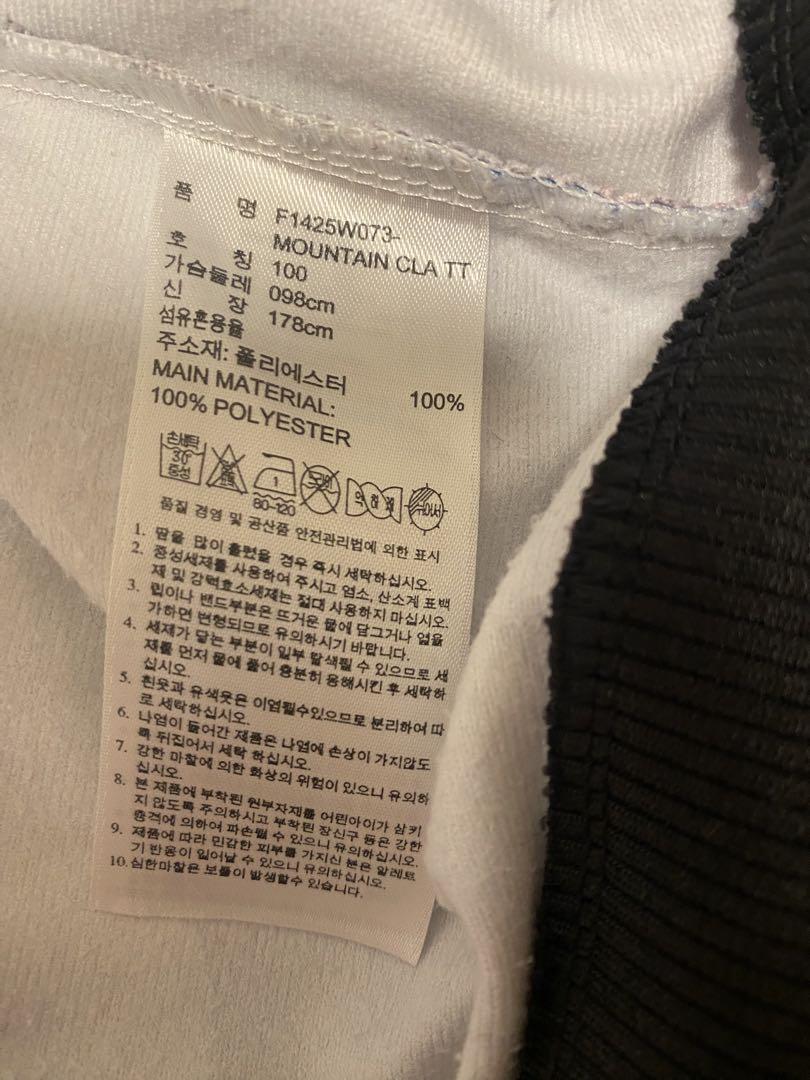 품 명 F1425W073-
MOUNTAIN CLA TT
호 칭 100
가슴둘레 098cm
신 장 178cm
섬유혼용율
주소재: 폴리에스터 100%
MAIN MATERIAL:
100% POLYESTER
손세탁
30°
중성
1
80-120
약하게
뉘어서
품질 경영 및 공산품 안전관리법에 의한 표시
1. 땀을 많이 흘렸을 경우 즉시 세탁하십시오.
2. 중성세제를 사용하여 주시고 염소, 산소계 표백
제 및 강력효소세제는 절대 사용하지 마십시오.
3. 립이나 밴드부분은 뜨거운 물에 담그거나 열을
가하면 변형되므로 유의하시기 바랍니다.
4. 세제가 닿는 부분이 일부 탈색될 수 있으므로 세
제를 먼저 물에 풀어 충분히 용해시킨 후 세탁하
십시오.
5. 흰옷과 유색옷은 이염될수있으므로 분리하여 따
로 세탁하십시오.
6. 나염이 들어간 제품은 나염에 손상이 가지않도
록 뒤집어서 세탁 하십시오.
7. 강한 마찰에 의한 화상의 위험이 있으니 유의하
십시오.
8. 본 제품에 부착된 원부자재를 어린아이가 삼키
지 않도록 주의하시고 부착된 장신구 등은 강한
충격에 의하여 파손될 수 있으니 유의하십시오.
9. 제품에 따라 민감한 피부를 가지신 분은 알레르
기 반응이 일어날 수 있으니 유의하십시오.
10. 심한마찰은 보풀이 발생할수 있습니다.